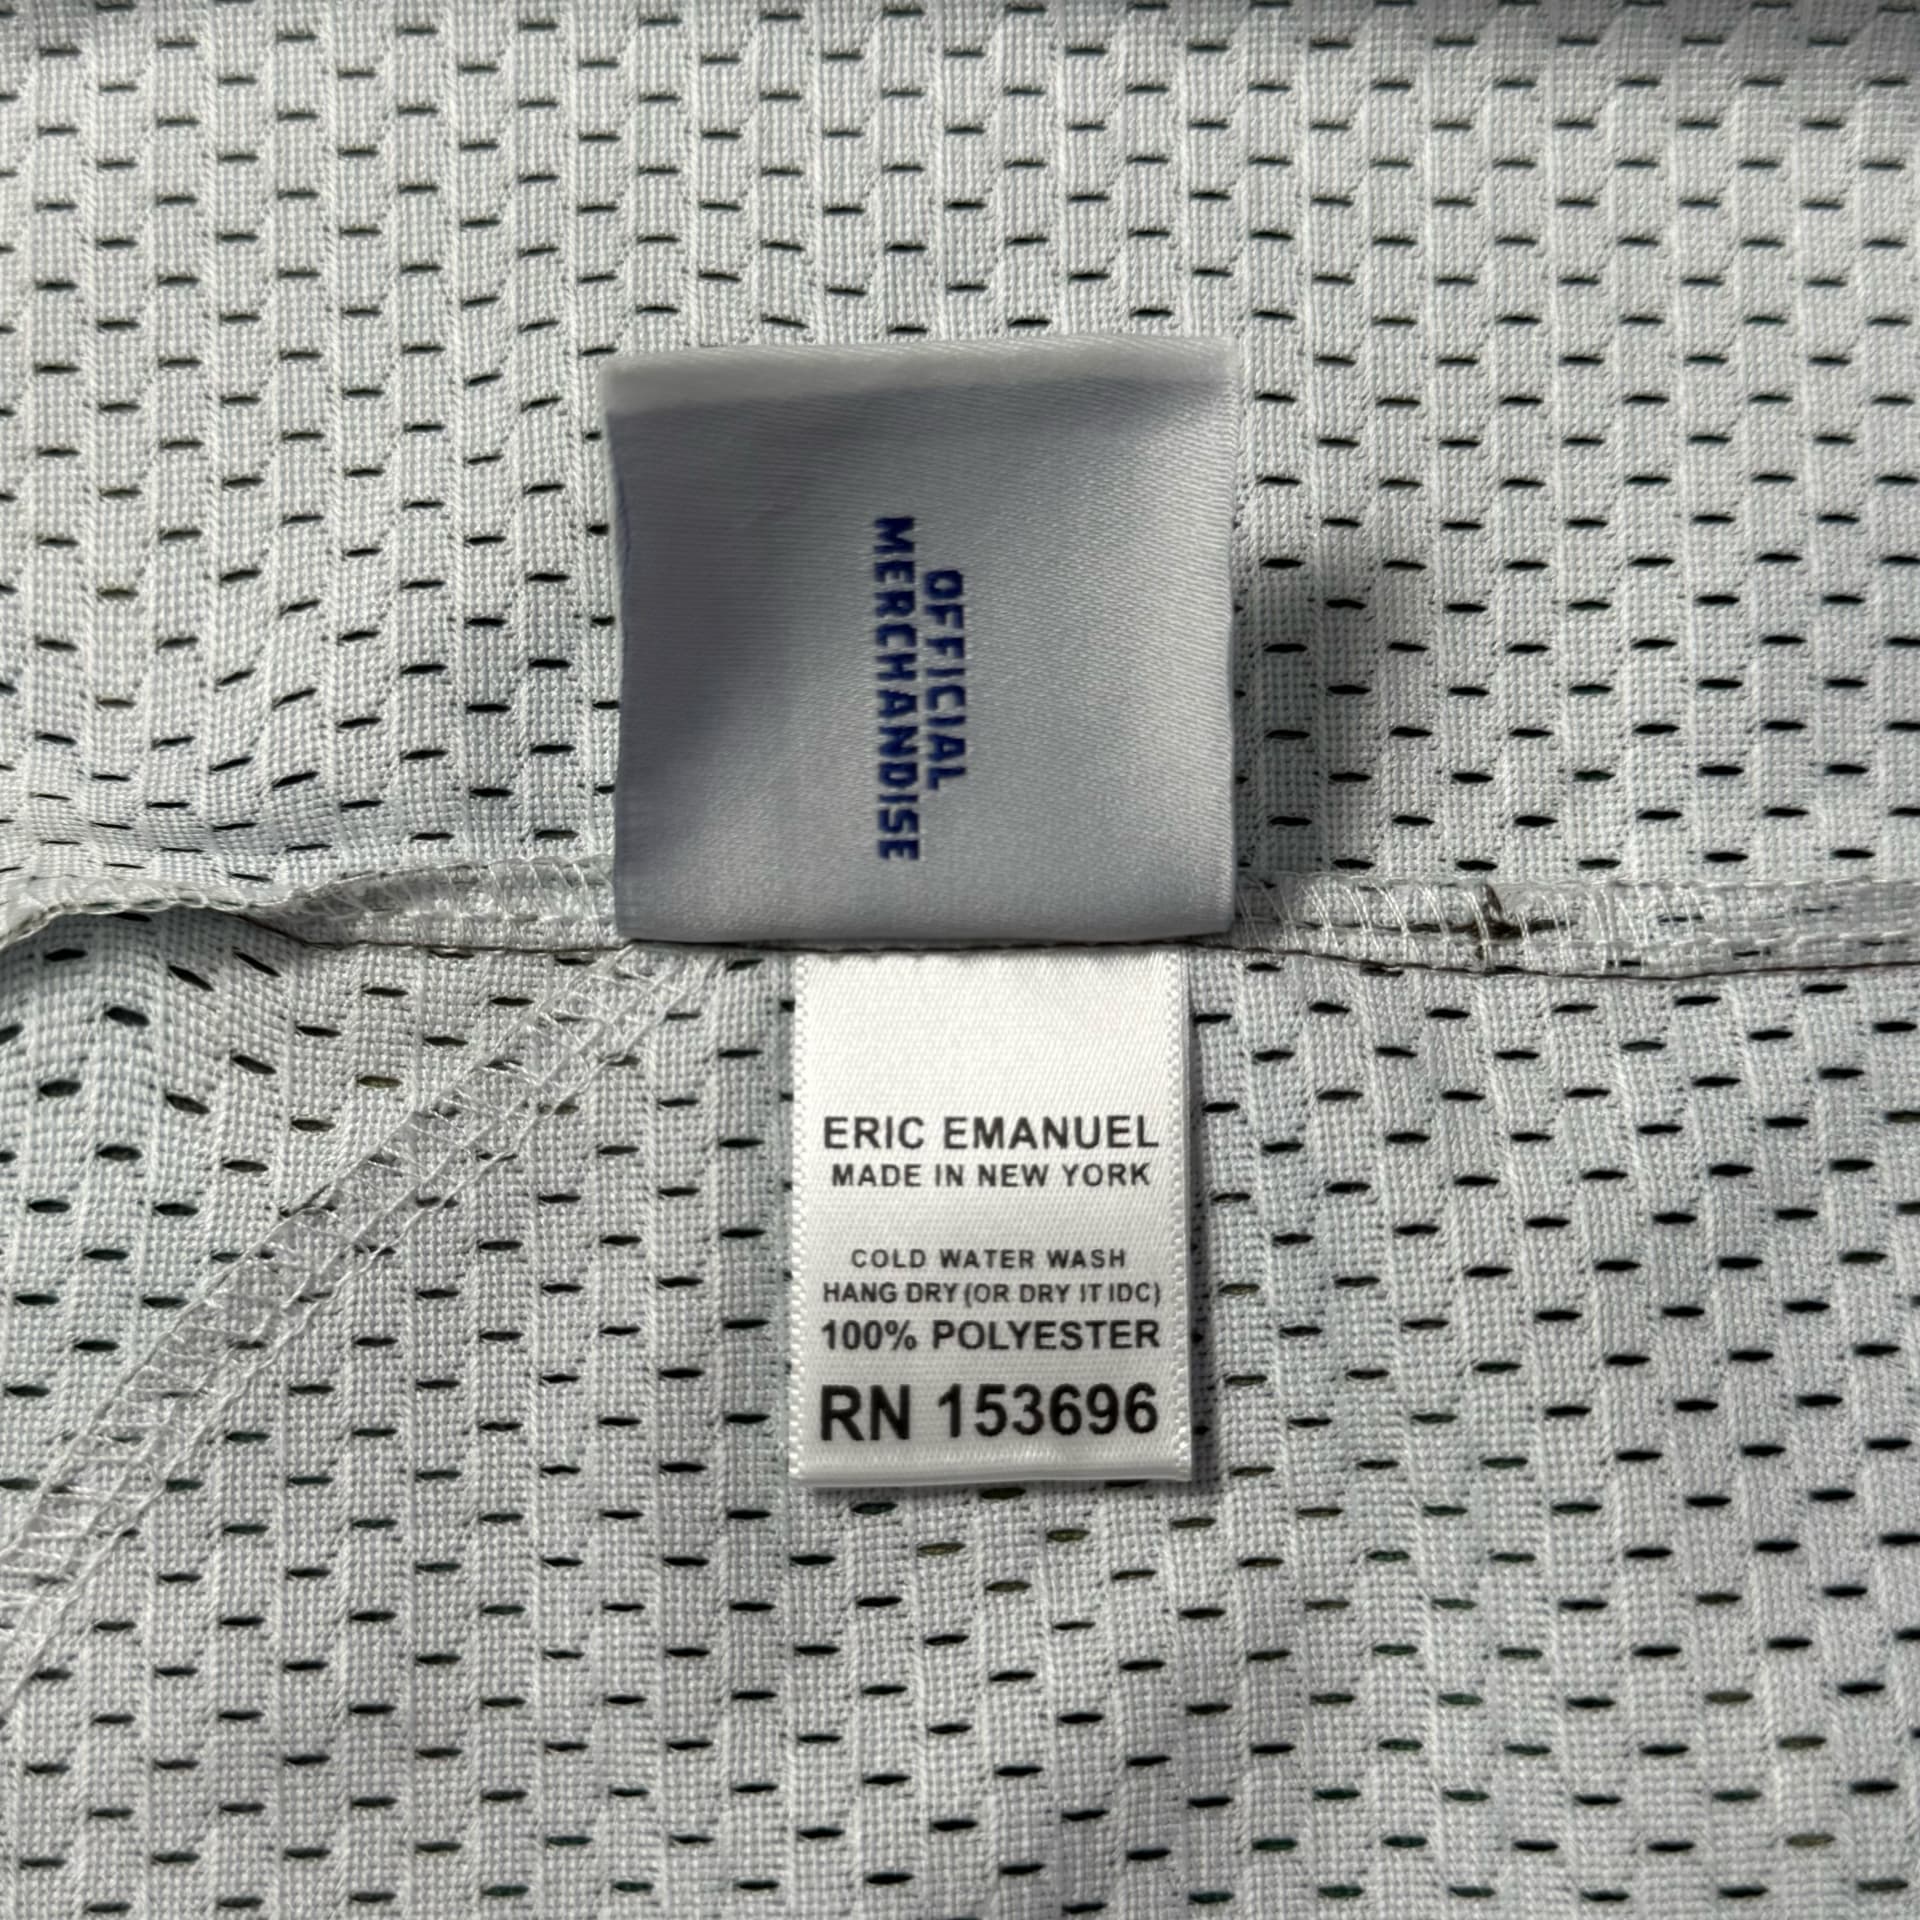 OFFICIAL
MERCHANDISE
ERIC EMANUEL
MADE IN NEW YORK
COLD WATER WASH
HANG DRY (OR DRY IT IDC)
100% POLYESTER
RN 153696